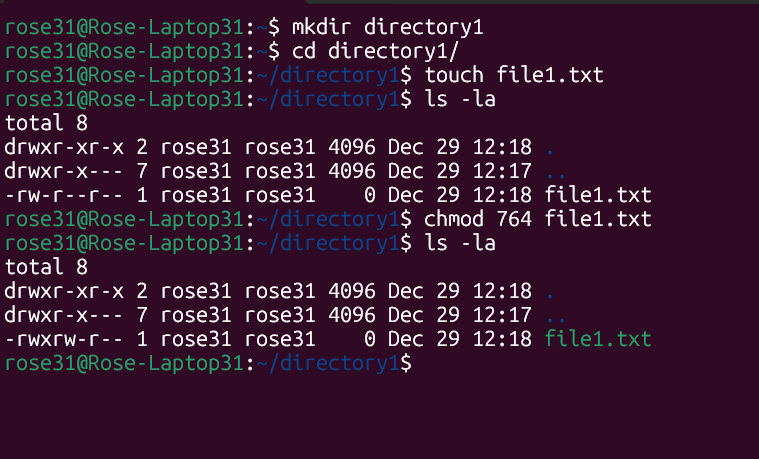 rose31@Rose-Laptop31:~$ mkdir directory1
rose31@Rose-Laptop31:~$ cd directory1/
rose31@Rose-Laptop31:~/directory1$ touch file1.txt
rose31@Rose-Laptop31:~/directory1$ ls -la
total 8
drwxr-xr-x 2 rose31 rose31 4096 Dec 29 12:18 .
drwxr-x--- 7 rose31 rose31 4096 Dec 29 12:17 ..
-rw-r--r-- 1 rose31 rose31    0 Dec 29 12:18 file1.txt
rose31@Rose-Laptop31:~/directory1$ chmod 764 file1.txt
rose31@Rose-Laptop31:~/directory1$ ls -la
total 8
drwxr-xr-x 2 rose31 rose31 4096 Dec 29 12:18 .
drwxr-x--- 7 rose31 rose31 4096 Dec 29 12:17 ..
-rwxrw-r-- 1 rose31 rose31    0 Dec 29 12:18 file1.txt
rose31@Rose-Laptop31:~/directory1$